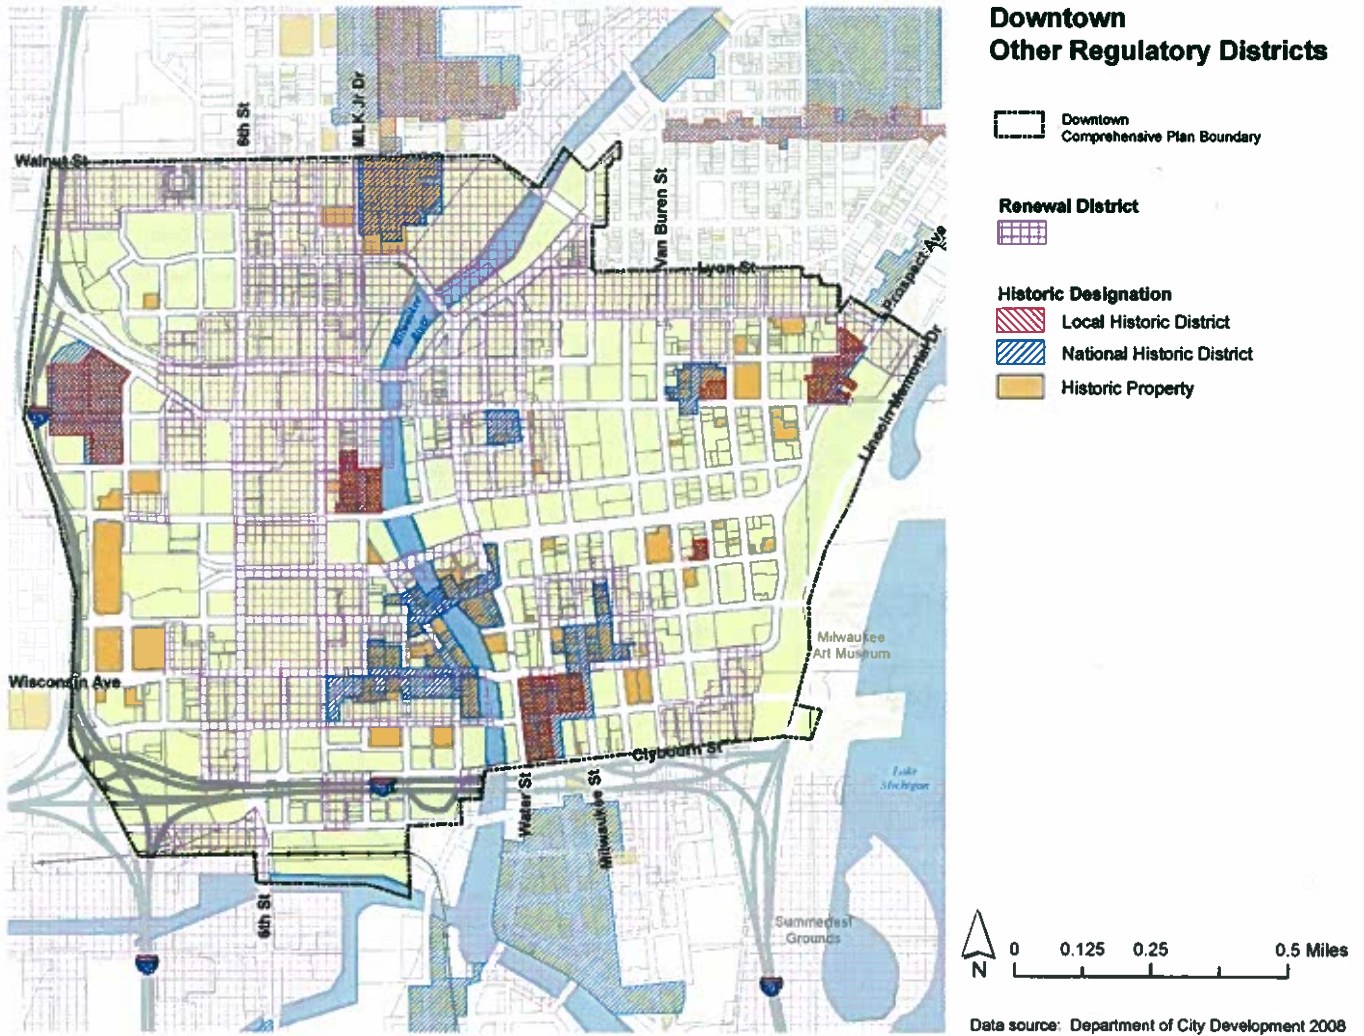 Downtown
Other Regulatory Districts
Downtown
Comprehensive Plan Boundary
Renewal District
Historic Designation
Local Historic District
National Historic District
Historic Property
6th St
MLK Jr Dr
Walnut St
Van Buren St
Lyon St
Prospect Ave
Lincoln Memorial Dr
Milwaukee
Milwaukee
Art Museum
Wisconsin Ave
Clybourn St
Water St
Milwaukee St
Lake
Michigan
6th St
Summerfest
Grounds
N
0 0.125 0.25 0.5 Miles
Data source: Department of City Development 2008